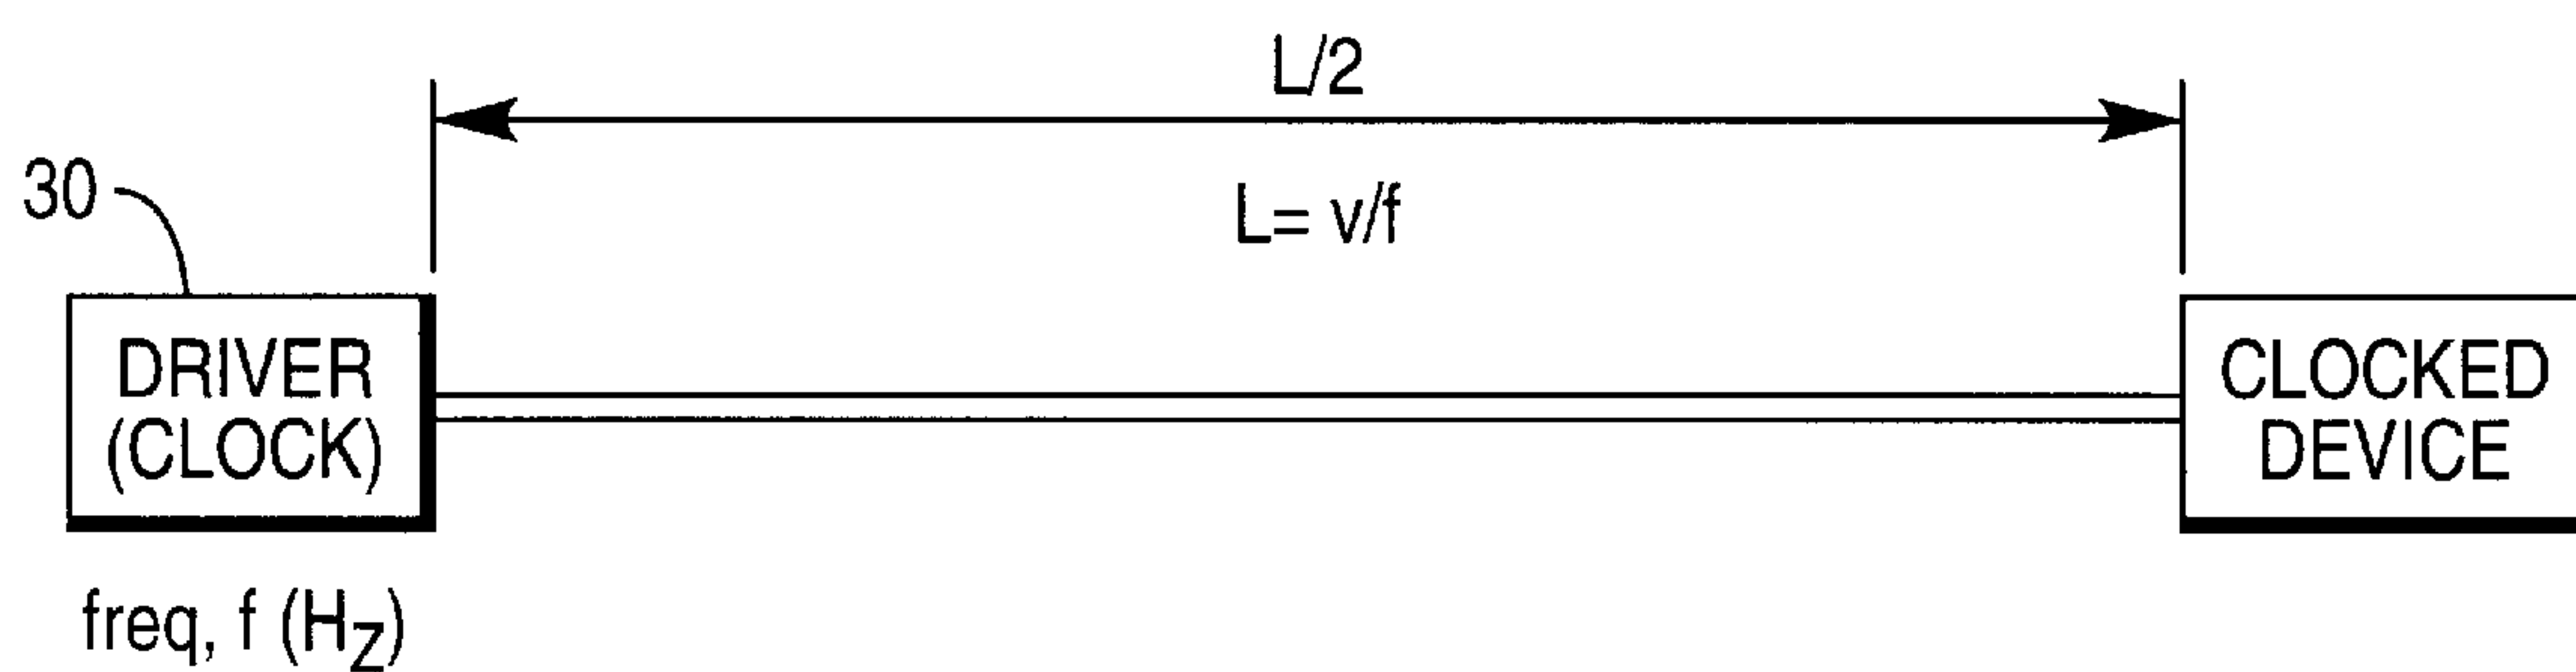 L/2
L= v/f
30
DRIVER
(CLOCK)
CLOCKED
DEVICE
freq, f (HZ)